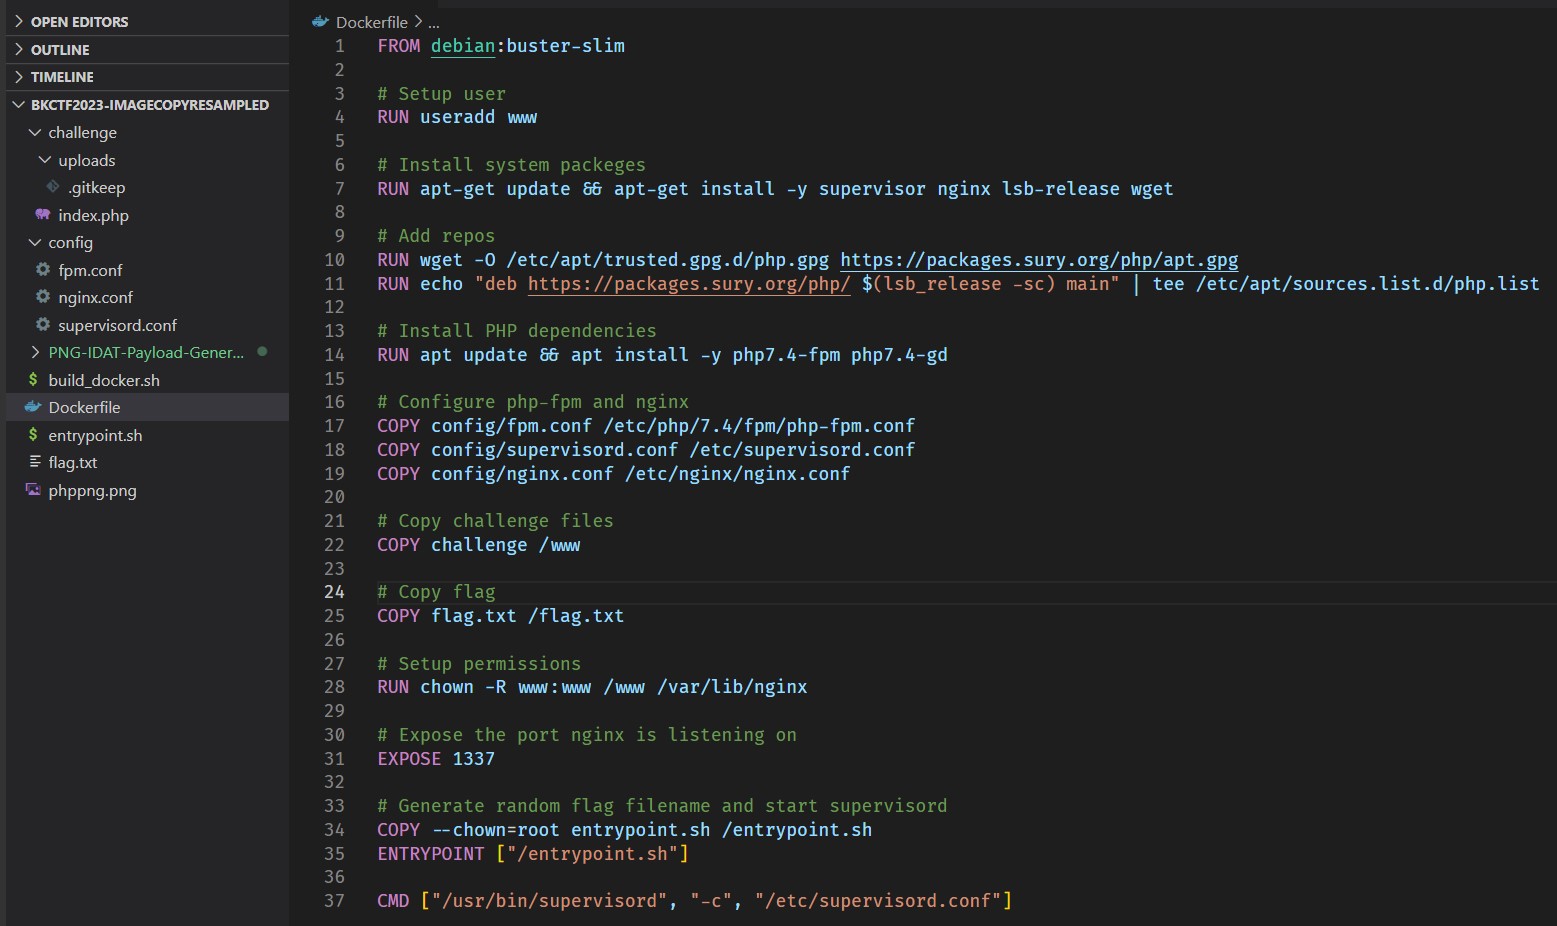 OPEN EDITORS
OUTLINE
TIMELINE
BKCTF2023-IMAGECOPYRESAMPLED
challenge
uploads
.gitkeep
index.php
config
fpm.conf
nginx.conf
supervisord.conf
PNG-IDAT-Payload-Gener...
$ build_docker.sh
Dockerfile
$ entrypoint.sh
flag.txt
phppng.png
Dockerfile > ...
1 FROM debian:buster-slim
2
3 # Setup user
4 RUN useradd www
5
6 # Install system packeges
7 RUN apt-get update && apt-get install -y supervisor nginx lsb-release wget
8
9 # Add repos
10 RUN wget -O /etc/apt/trusted.gpg.d/php.gpg https://packages.sury.org/php/apt.gpg
11 RUN echo "deb https://packages.sury.org/php/ $(lsb_release -sc) main" | tee /etc/apt/sources.list.d/php.list
12
13 # Install PHP dependencies
14 RUN apt update && apt install -y php7.4-fpm php7.4-gd
15
16 # Configure php-fpm and nginx
17 COPY config/fpm.conf /etc/php/7.4/fpm/php-fpm.conf
18 COPY config/supervisord.conf /etc/supervisord.conf
19 COPY config/nginx.conf /etc/nginx/nginx.conf
20
21 # Copy challenge files
22 COPY challenge /www
23
24 # Copy flag
25 COPY flag.txt /flag.txt
26
27 # Setup permissions
28 RUN chown -R www:www /www /var/lib/nginx
29
30 # Expose the port nginx is listening on
31 EXPOSE 1337
32
33 # Generate random flag filename and start supervisord
34 COPY --chown=root entrypoint.sh /entrypoint.sh
35 ENTRYPOINT ["/entrypoint.sh"]
36
37 CMD ["/usr/bin/supervisord", "-c", "/etc/supervisord.conf"]